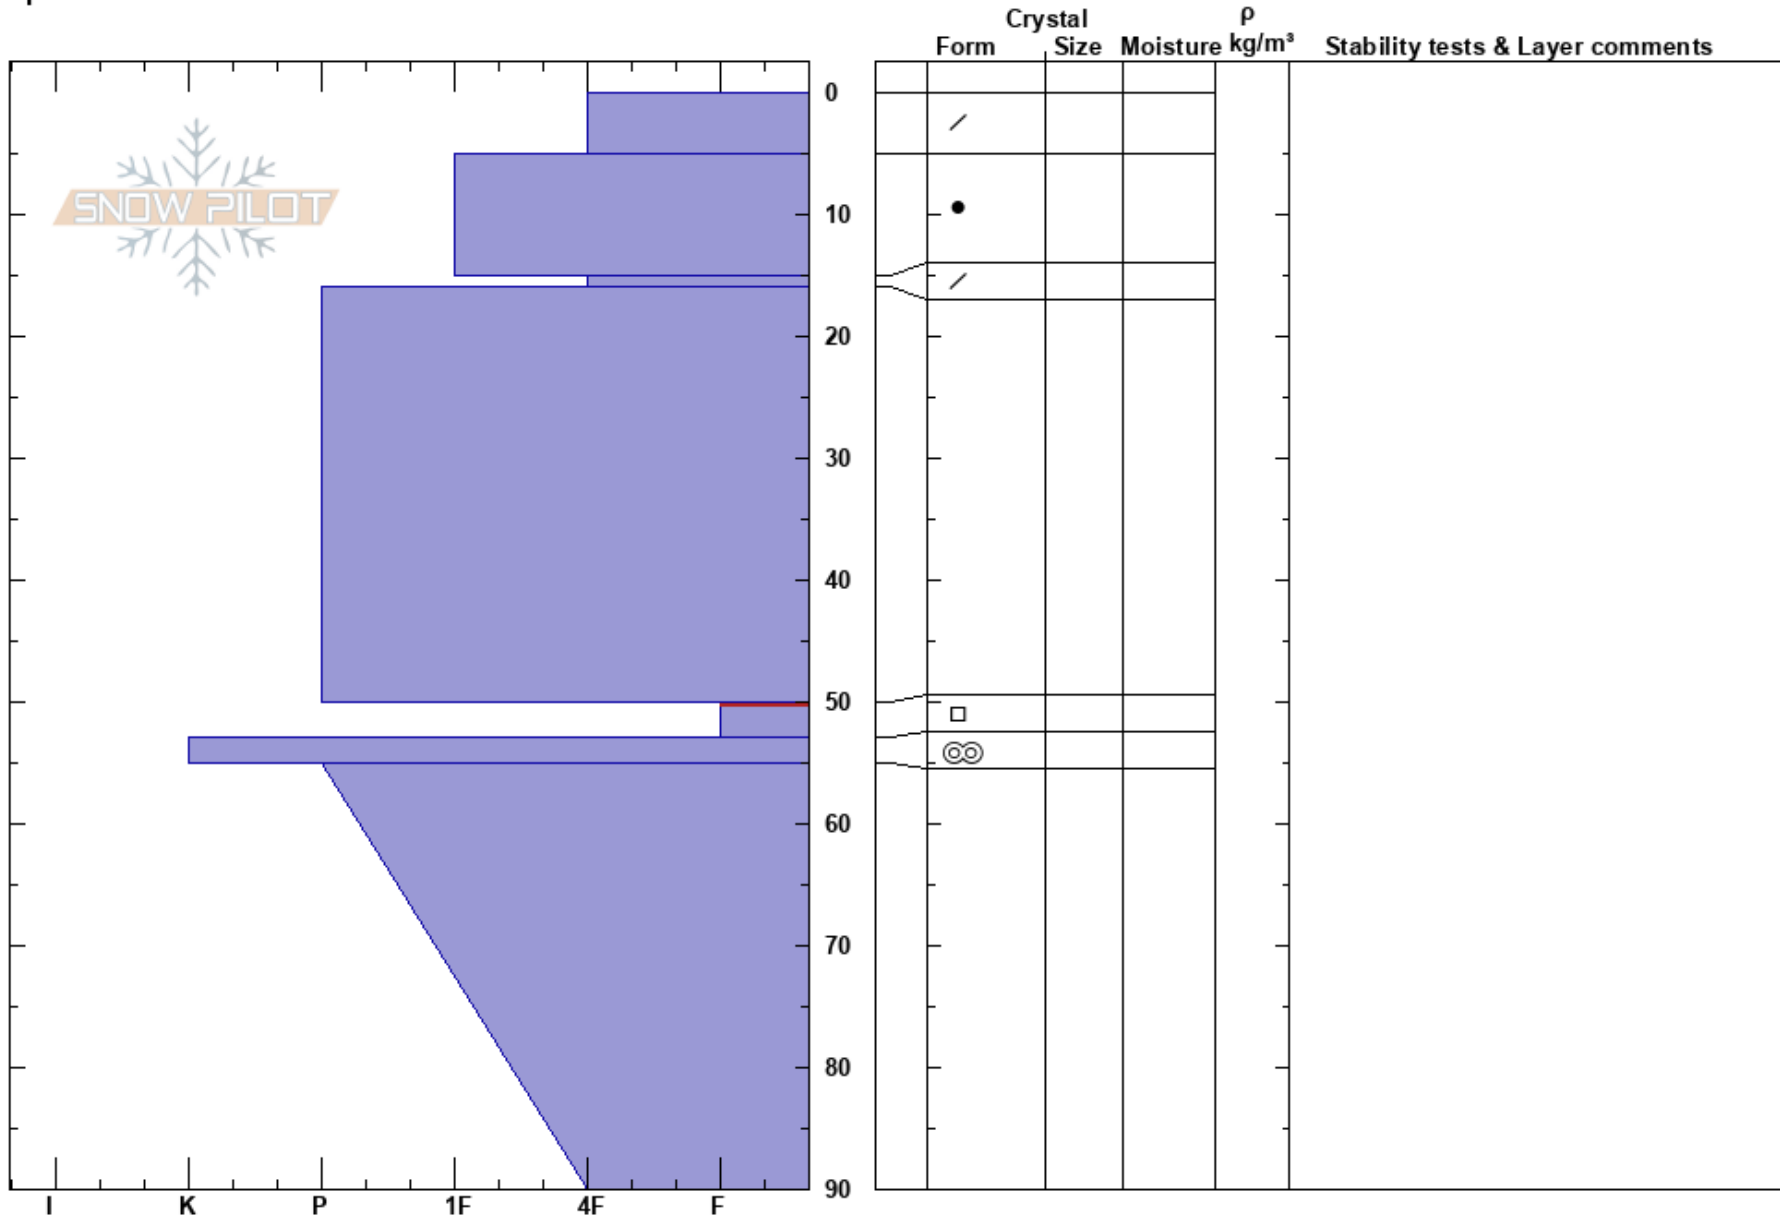 Crystal
ρ
Form Size Moisture kg/m³ Stability tests & Layer comments
0
SNOW PILOT
10
20
30
40
50
60
70
80
90
I K P 1F 4F F